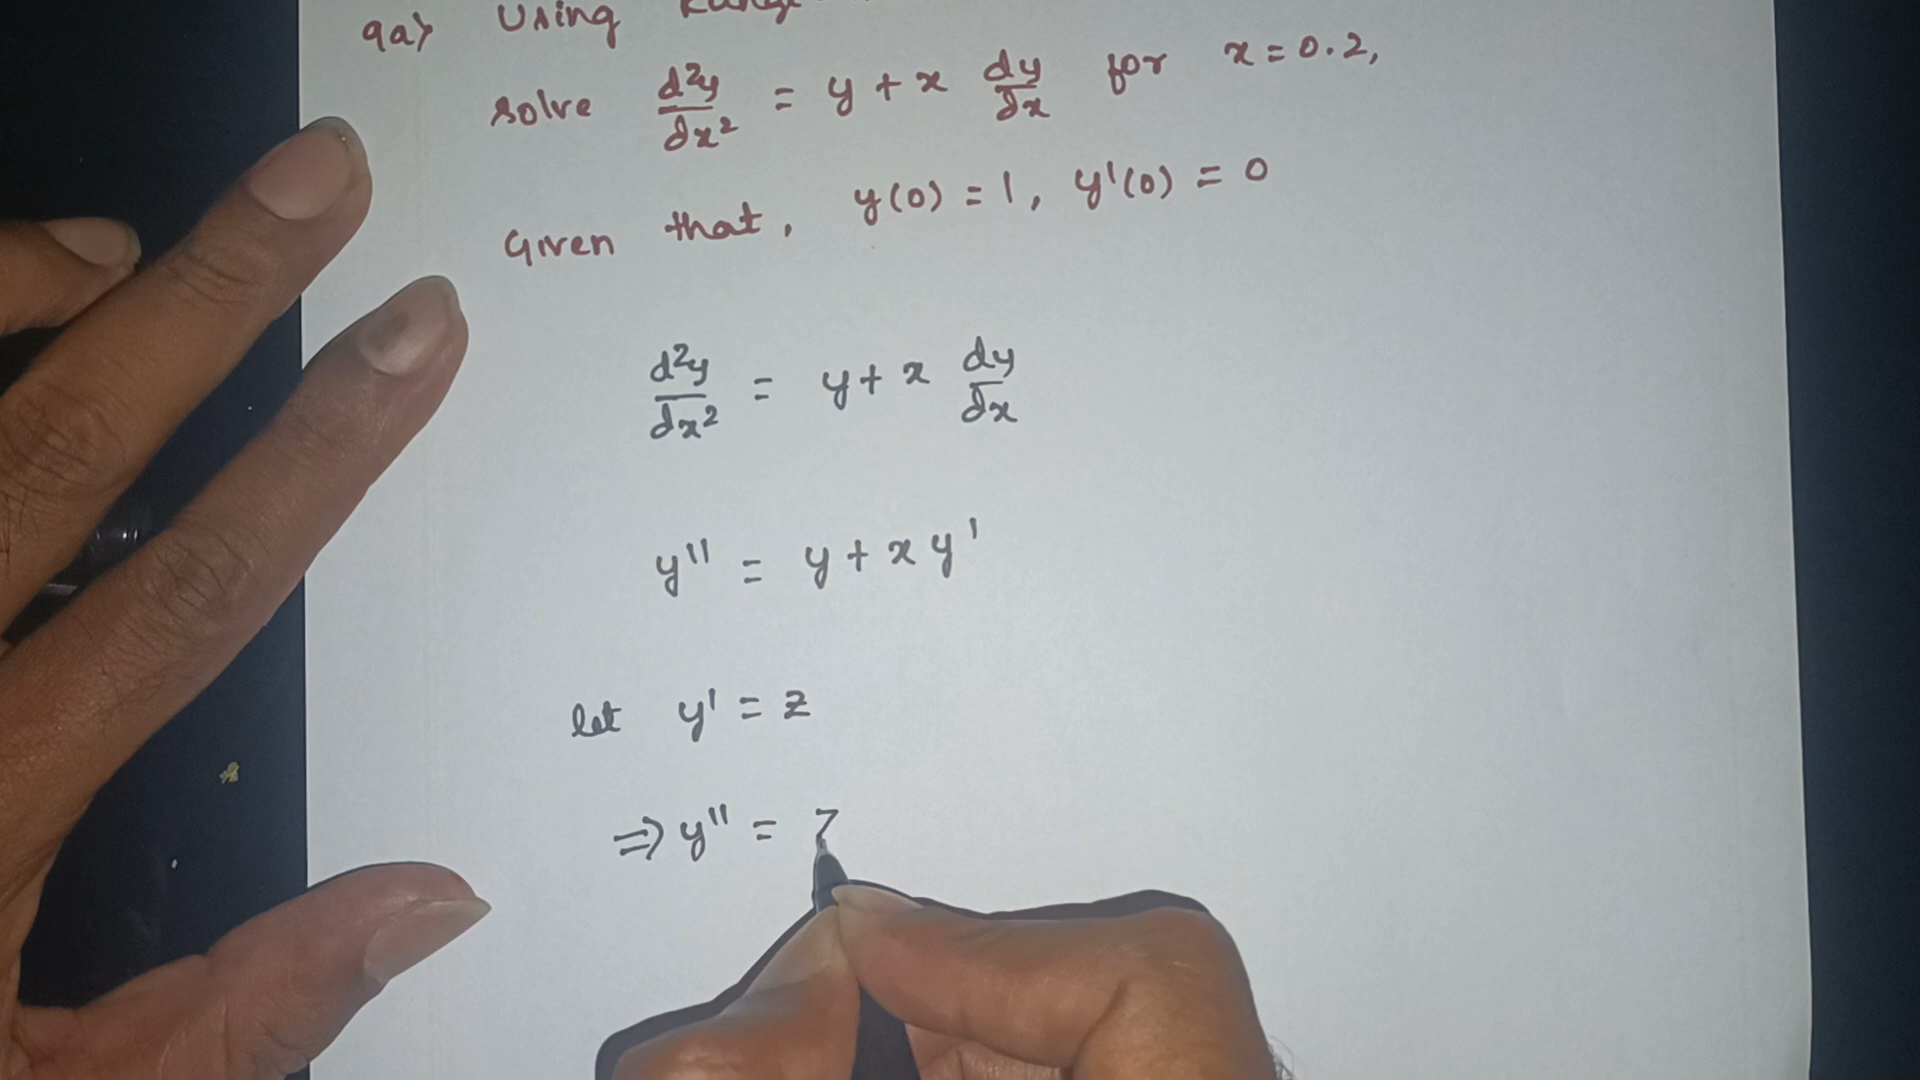 9a) Using
solve d²y/dx² = y + x dy/dx for x = 0.2,
Given that, y(0) = 1, y'(0) = 0
d²y/dx² = y + x dy/dx
y'' = y + x y'
let y' = z
⇒ y'' = z